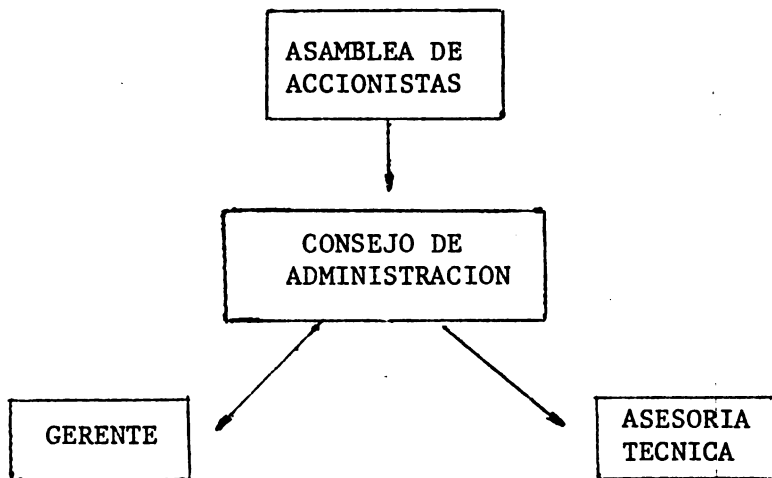 ASAMBLEA DE
ACCIONISTAS
CONSEJO DE
ADMINISTRACION
GERENTE
ASESORIA
TECNICA